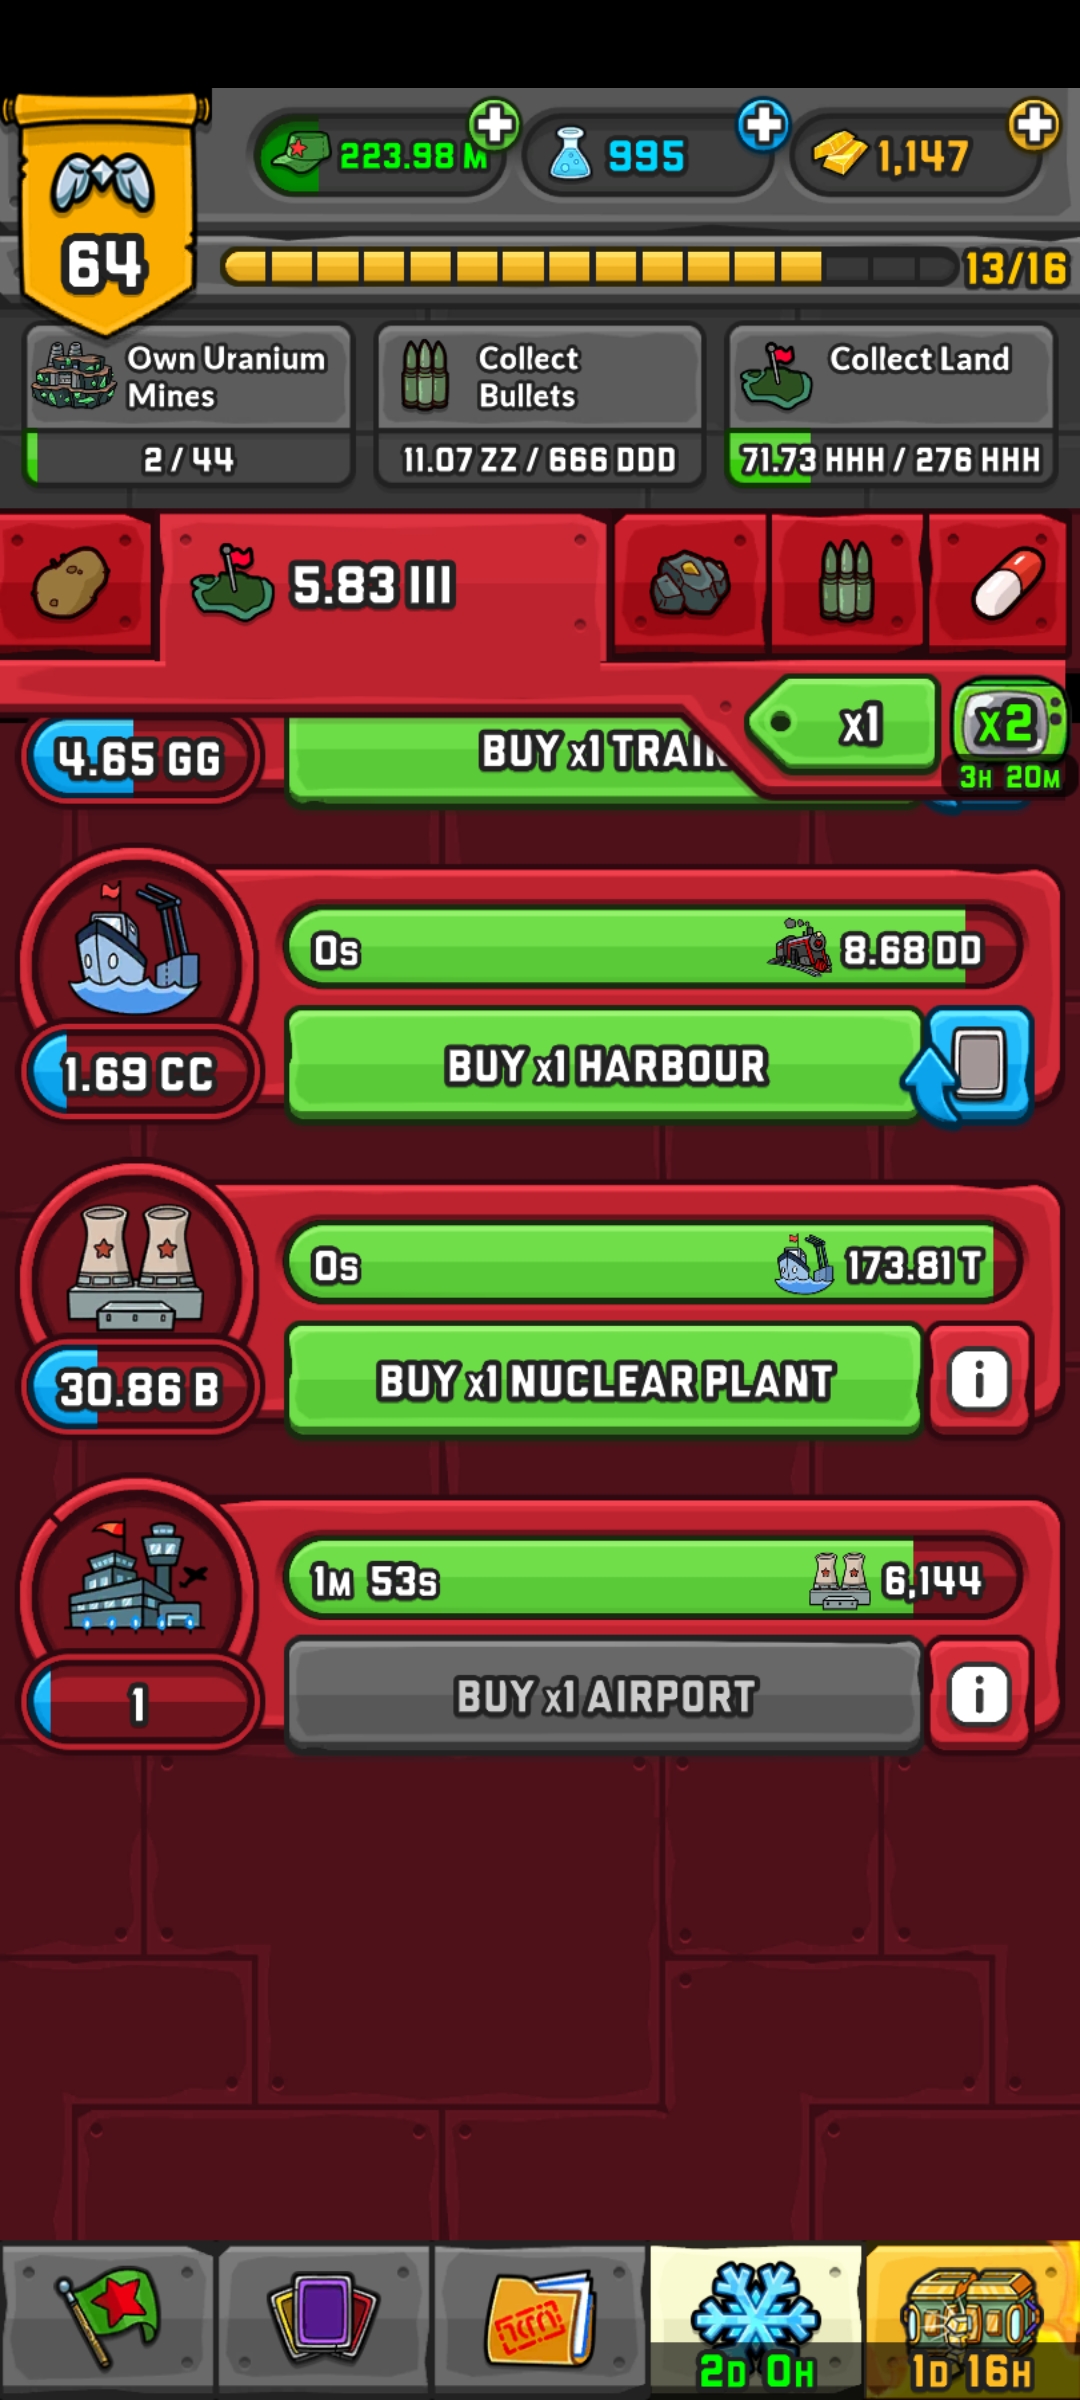 223.98 M
995
1,147
64
13/16
Own Uranium
Mines
2 / 44
Collect
Bullets
11.07 ZZ / 666 DDD
Collect Land
71.73 HHH / 276 HHH
5.83 III
x1
x2
3H 20M
4.65 GG
BUY x1 TRAIN
0s
8.68 DD
1.69 CC
BUY x1 HARBOUR
0s
173.81 T
30.86 B
BUY x1 NUCLEAR PLANT
1M 53s
6,144
1
BUY x1 AIRPORT
2D 0H
1D 16H